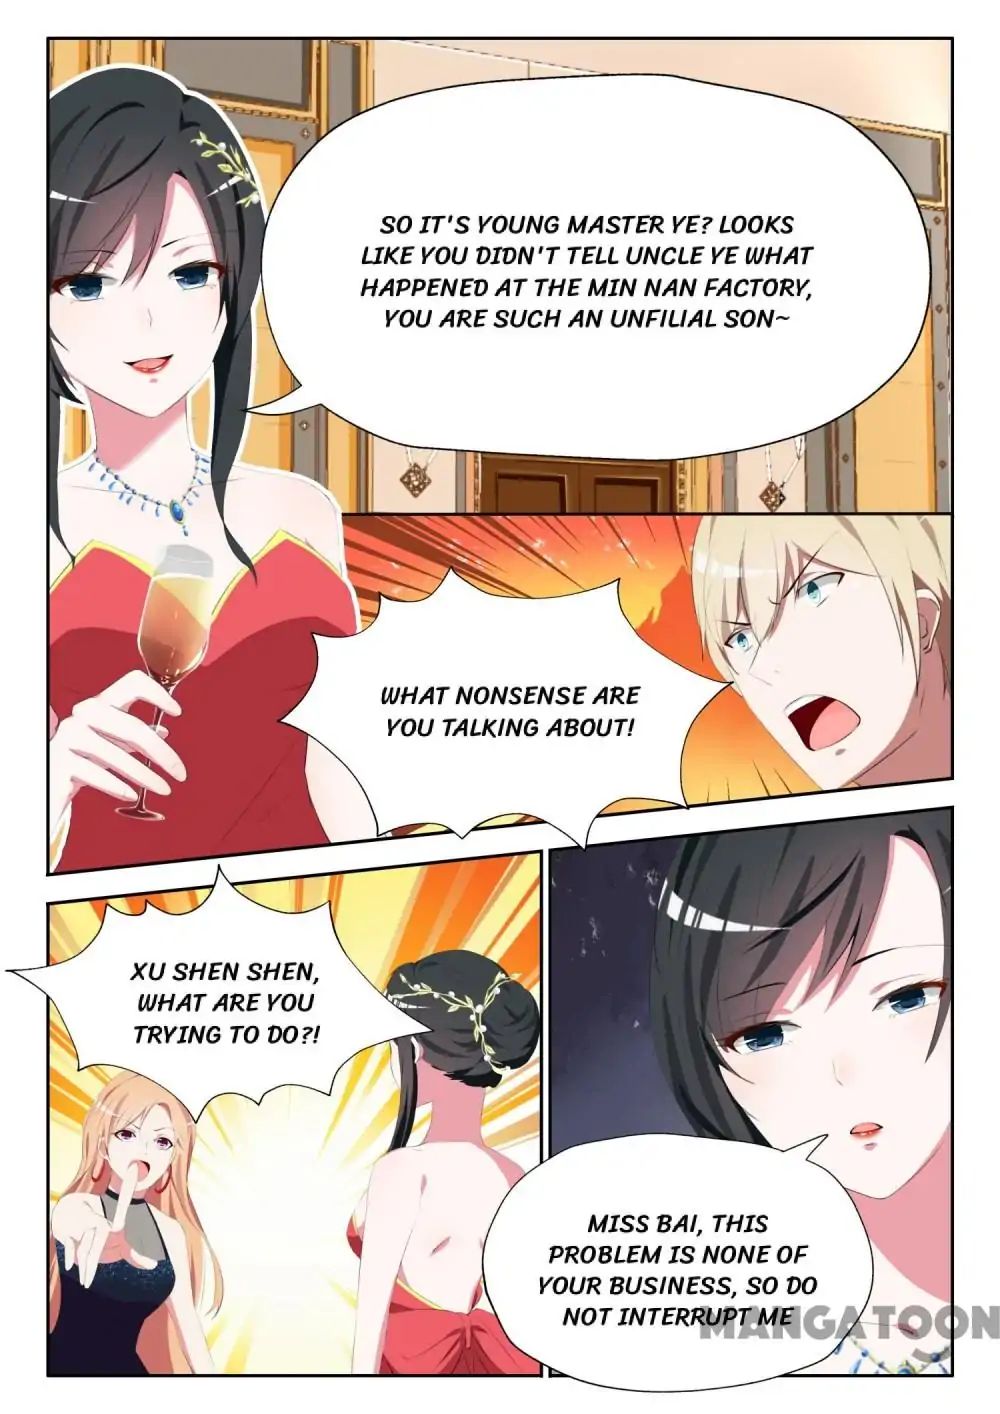 SO IT'S YOUNG MASTER YE? LOOKS
LIKE YOU DIDN'T TELL UNCLE YE WHAT
HAPPENED AT THE MIN NAN FACTORY,
YOU ARE SUCH AN UNFILIAL SON~
WHAT NONSENSE ARE
YOU TALKING ABOUT!
XU SHEN SHEN,
WHAT ARE YOU
TRYING TO DO?!
MISS BAI, THIS
PROBLEM IS NONE OF
YOUR BUSINESS, SO DO
NOT INTERRUPT ME
MANGATOON